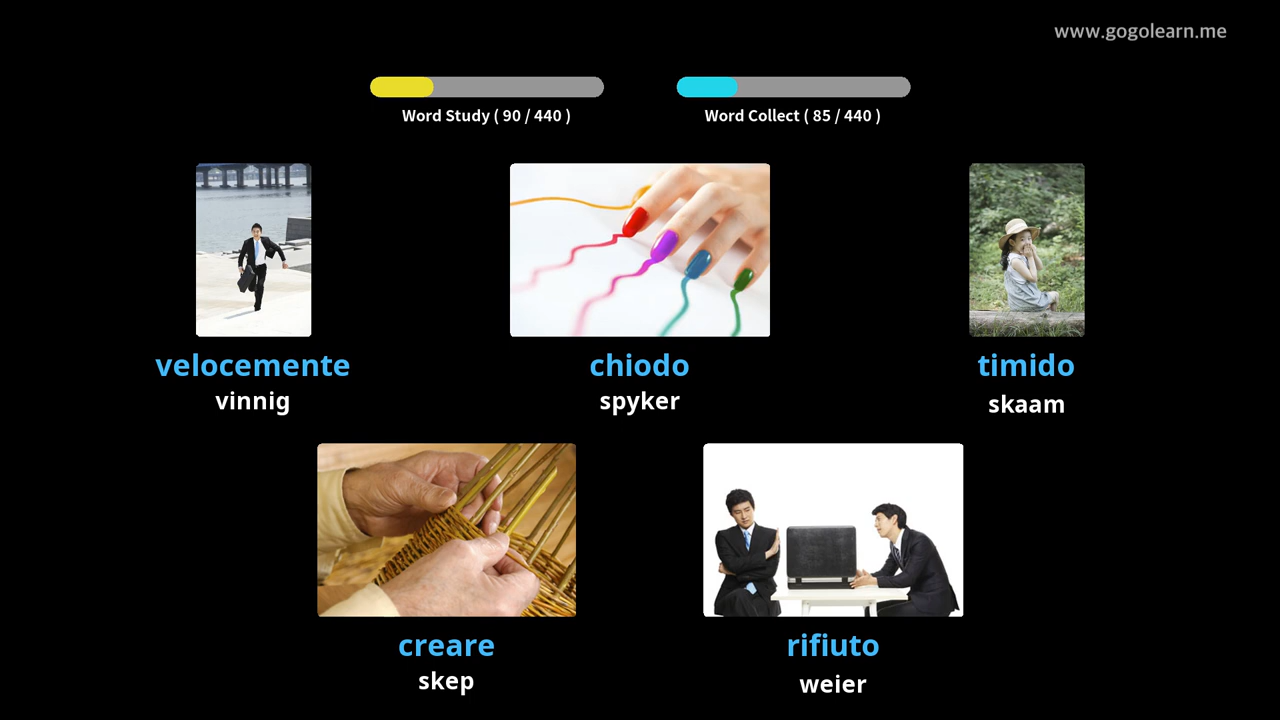 www.gogolearn.me
Word Study ( 90 / 440 )
Word Collect ( 85 / 440 )
velocemente
vinnig
chiodo
spyker
timido
skaam
creare
skep
rifiuto
weier